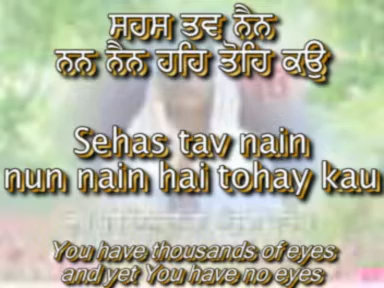 ਸਹਸ ਤਵ ਨੈਨ
ਨਨ ਨੈਨ ਹਹਿ ਤੋਹਿ ਕਉ
Sehas tav nain
nun nain hai tohay kau
You have thousands of eyes
and yet You have no eyes